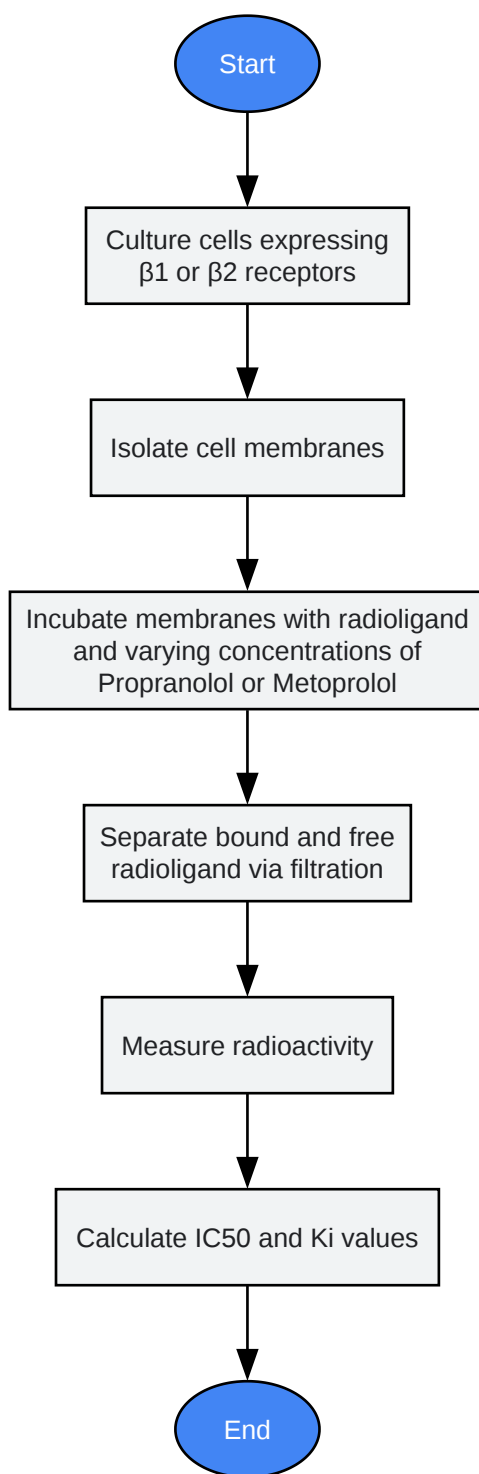 Start
Culture cells expressing
β1 or β2 receptors
Isolate cell membranes
Incubate membranes with radioligand
and varying concentrations of
Propranolol or Metoprolol
Separate bound and free
radioligand via filtration
Measure radioactivity
Calculate IC50 and Ki values
End